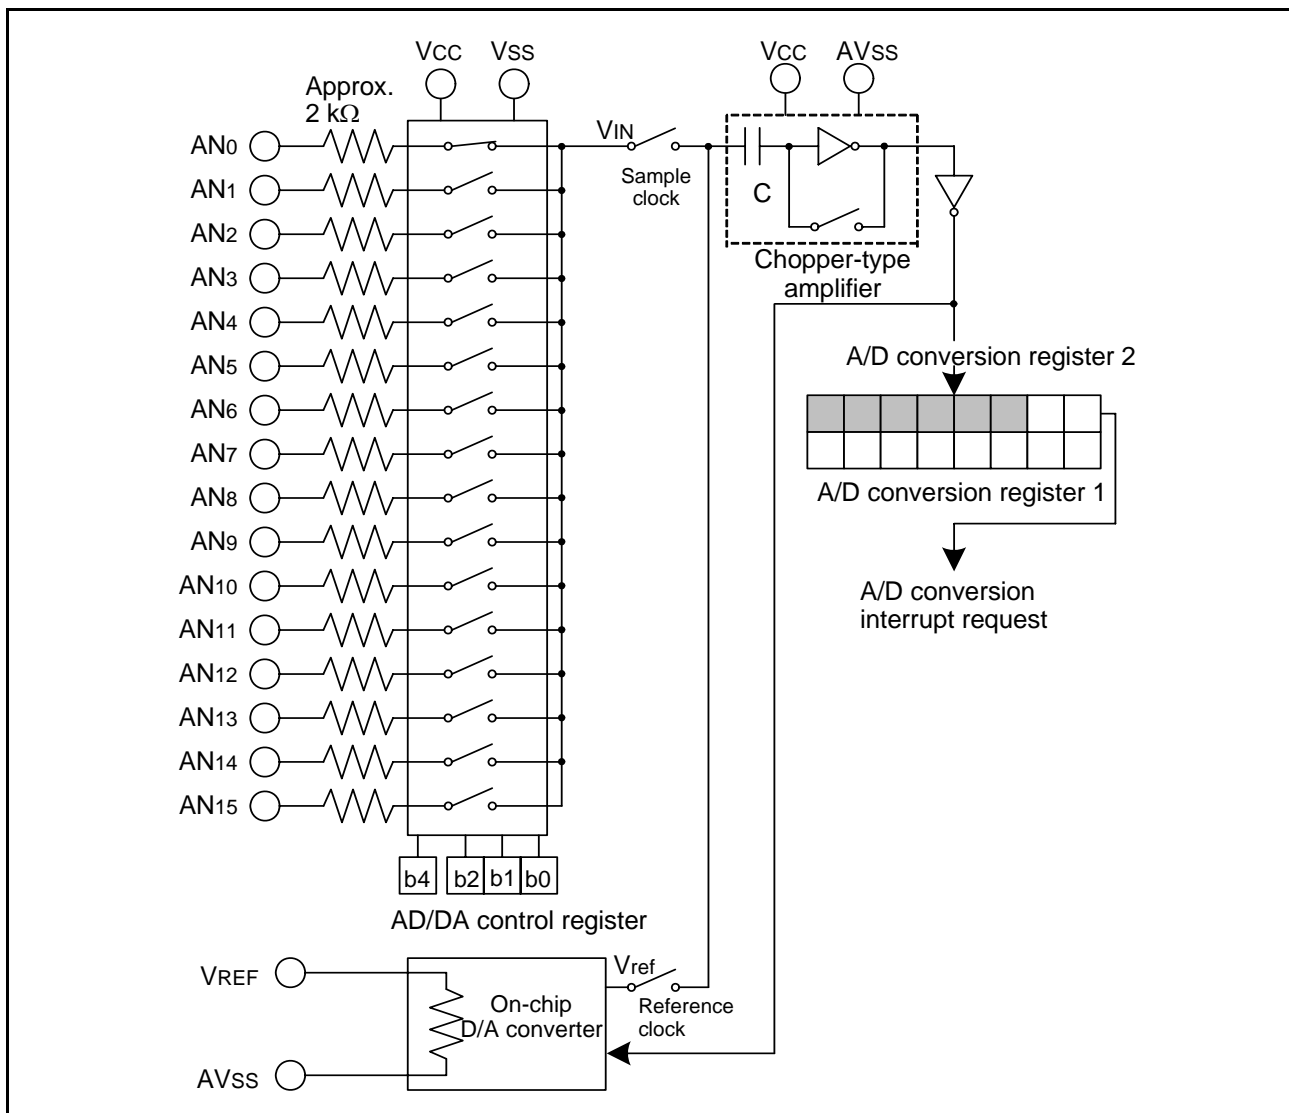 VCC
VSS
VCC
AVSS
Approx.
2 kΩ
AN0
VIN
Sample
clock
C
Chopper-type
amplifier
AN1
AN2
AN3
AN4
AN5
AN6
AN7
AN8
AN9
AN10
AN11
AN12
AN13
AN14
AN15
A/D conversion register 2
A/D conversion register 1
A/D conversion
interrupt request
b4
b2
b1
b0
AD/DA control register
VREF
On-chip
D/A converter
Vref
Reference
clock
AVSS